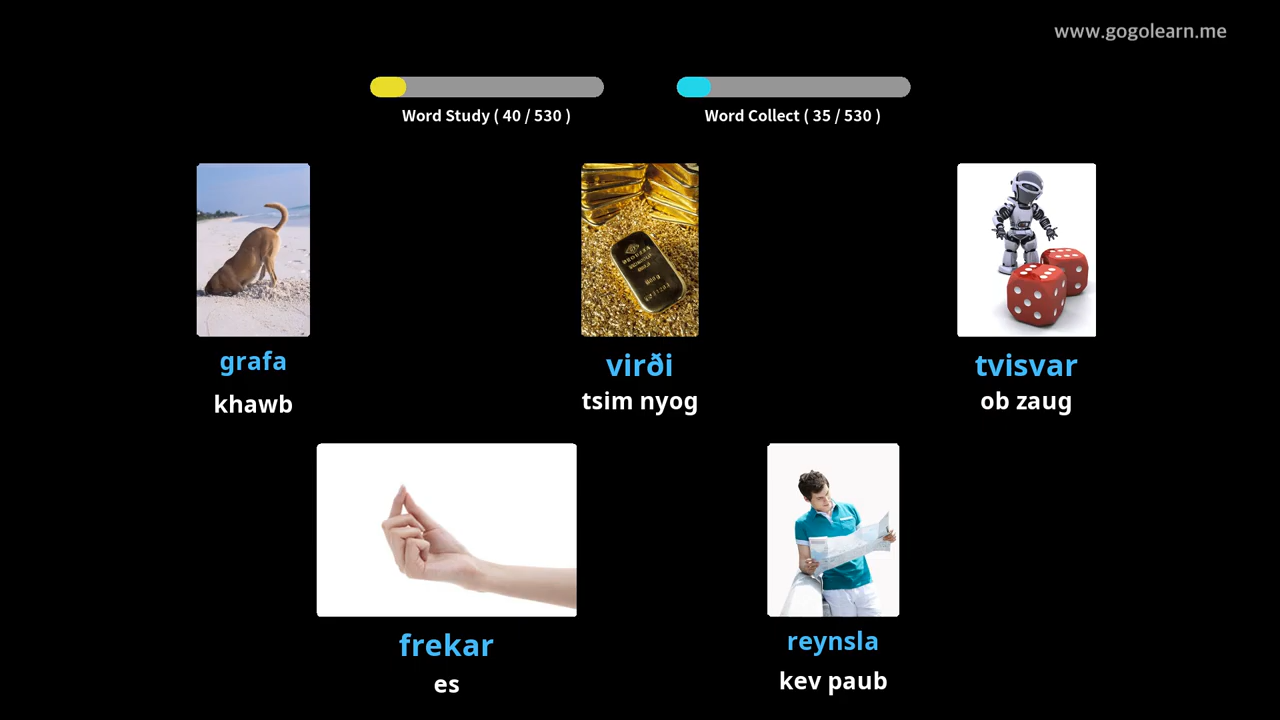 www.gogolearn.me
Word Study ( 40 / 530 )
Word Collect ( 35 / 530 )
grafa
khawb
virði
tsim nyog
tvisvar
ob zaug
frekar
es
reynsla
kev paub